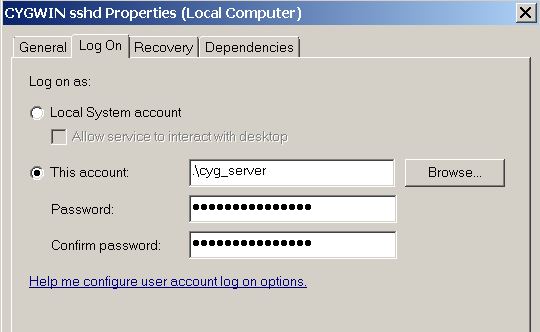 CYGWIN sshd Properties (Local Computer)
General Log On Recovery Dependencies
Log on as:
Local System account
Allow service to interact with desktop
This account: .\cyg_server Browse...
Password: ●●●●●●●●●●●●●●●
Confirm password: ●●●●●●●●●●●●●●●
Help me configure user account log on options.